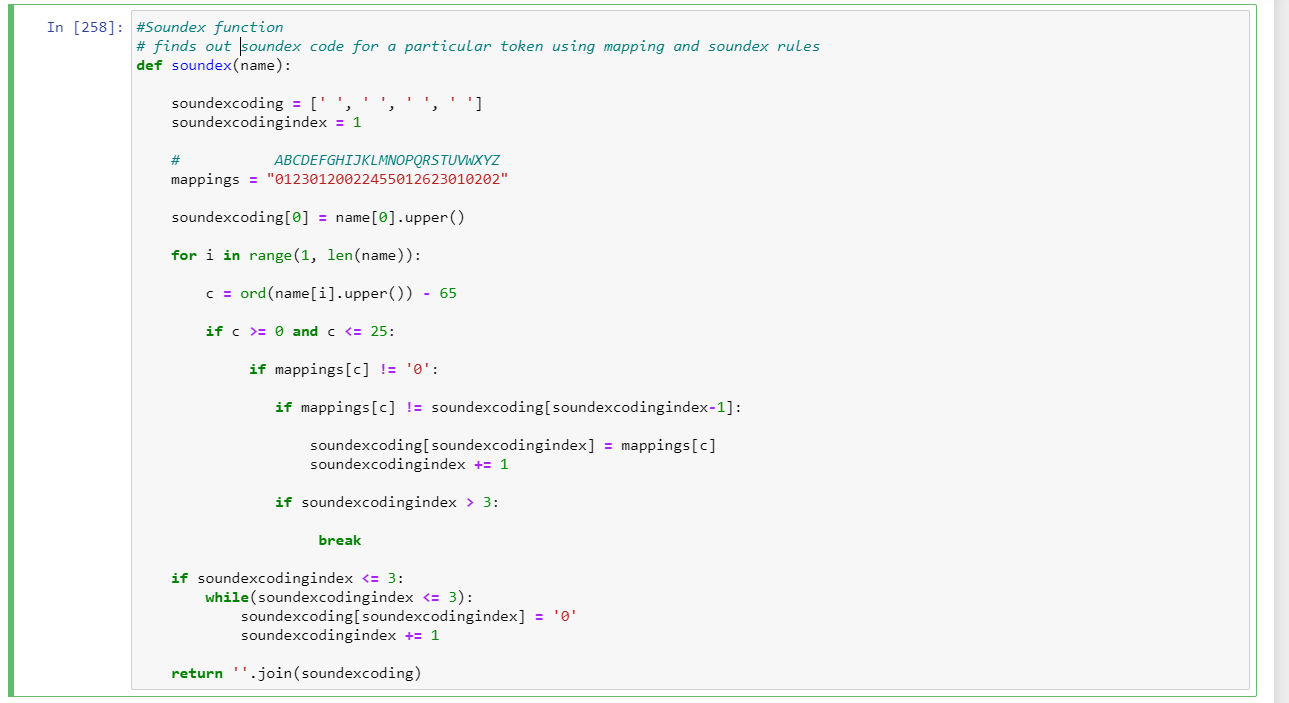 In [258]: #Soundex function
# finds out soundex code for a particular token using mapping and soundex rules
def soundex(name):
soundexcoding = [' ', ' ', ' ', ' ']
soundexcodingindex = 1
# ABCDEFGHIJKLMNOPQRSTUVWXYZ
mappings = "01230120022455012623010202"
soundexcoding[0] = name[0].upper()
for i in range(1, len(name)):
c = ord(name[i].upper()) - 65
if c >= 0 and c <= 25:
if mappings[c] != '0':
if mappings[c] != soundexcoding[soundexcodingindex-1]:
soundexcoding[soundexcodingindex] = mappings[c]
soundexcodingindex += 1
if soundexcodingindex > 3:
break
if soundexcodingindex <= 3:
while(soundexcodingindex <= 3):
soundexcoding[soundexcodingindex] = '0'
soundexcodingindex += 1
return ''.join(soundexcoding)